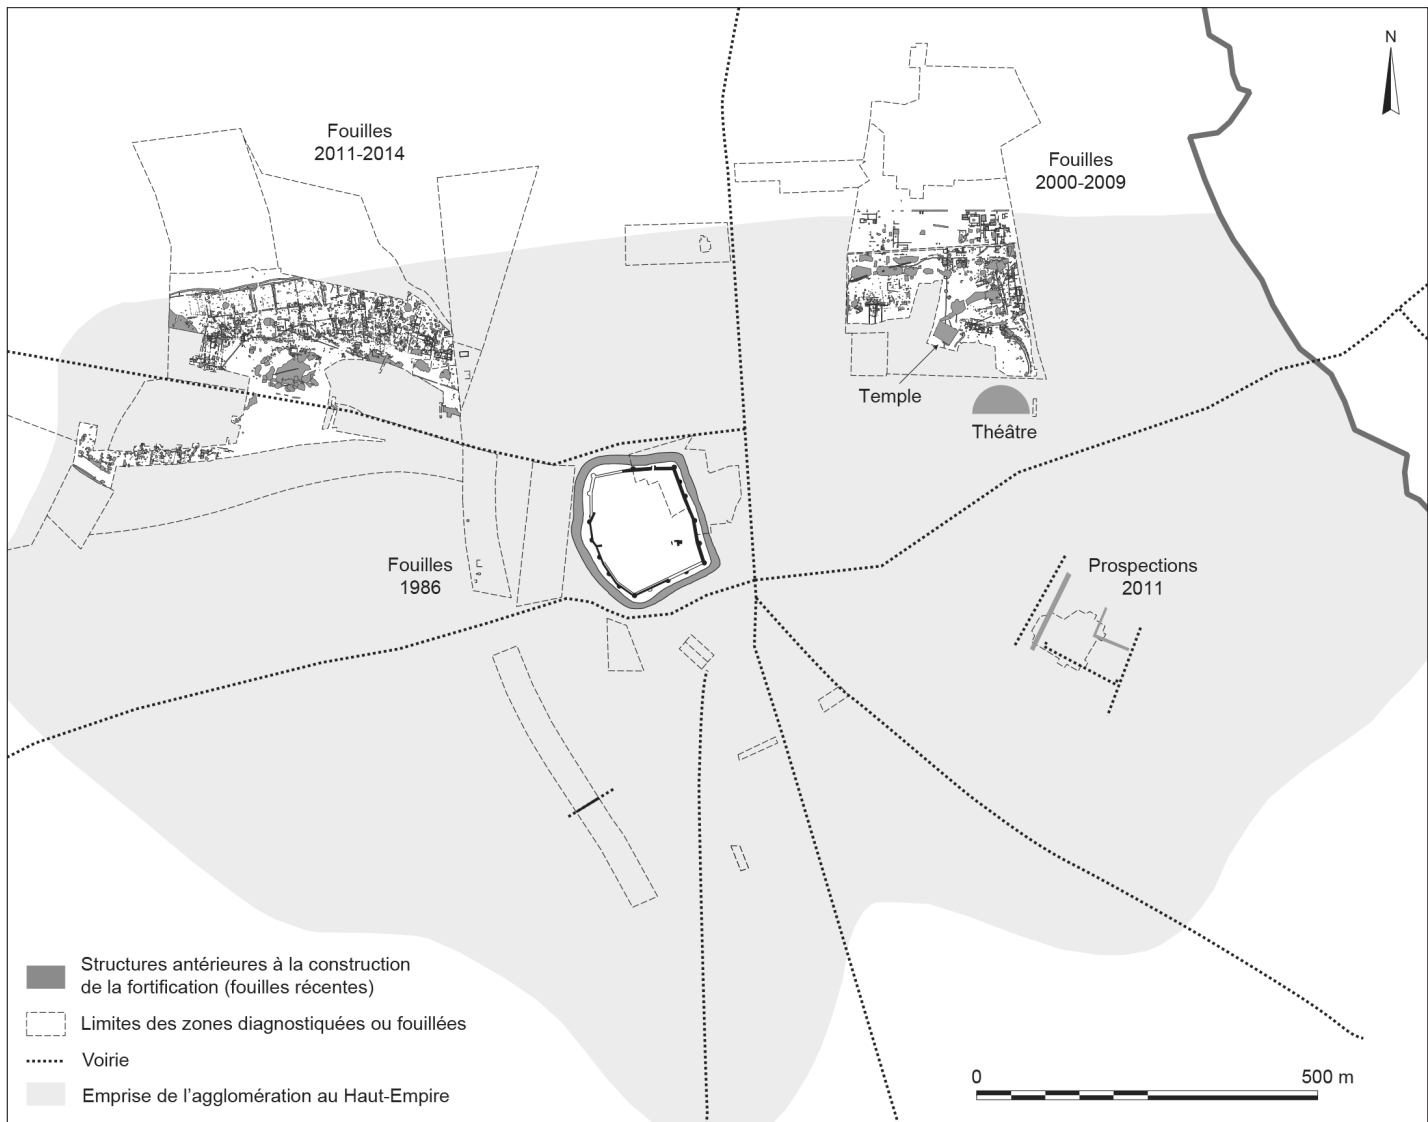 N
Fouilles
2011-2014
Fouilles
2000-2009
Temple
Théâtre
Fouilles
1986
Prospections
2011
Structures antérieures à la construction
de la fortification (fouilles récentes)
Limites des zones diagnostiquées ou fouillées
Voirie
Emprise de l'agglomération au Haut-Empire
0 500 m